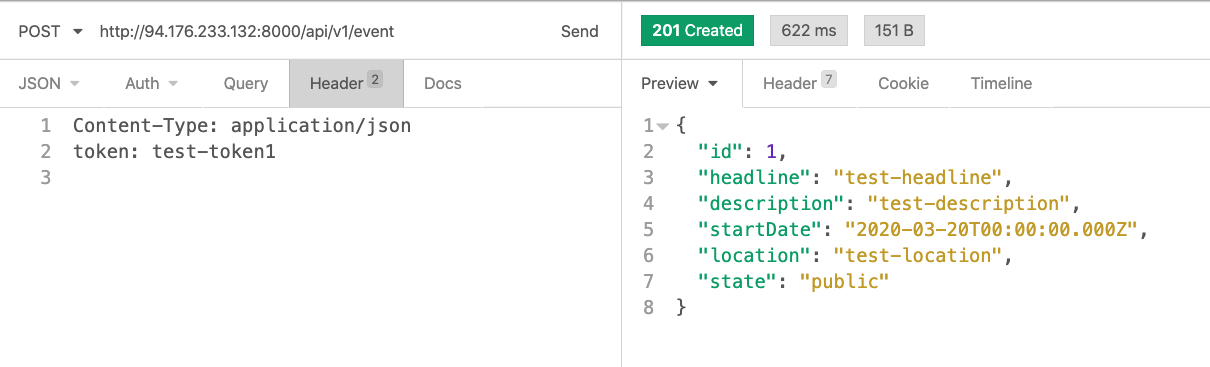 POST http://94.176.233.132:8000/api/v1/event Send
201 Created 622 ms 151 B
JSON Auth Query Header 2 Docs
Preview Header 7 Cookie Timeline
1 Content-Type: application/json
2 token: test-token1
3
1 {
2 "id": 1,
3 "headline": "test-headline",
4 "description": "test-description",
5 "startDate": "2020-03-20T00:00:00.000Z",
6 "location": "test-location",
7 "state": "public"
8 }